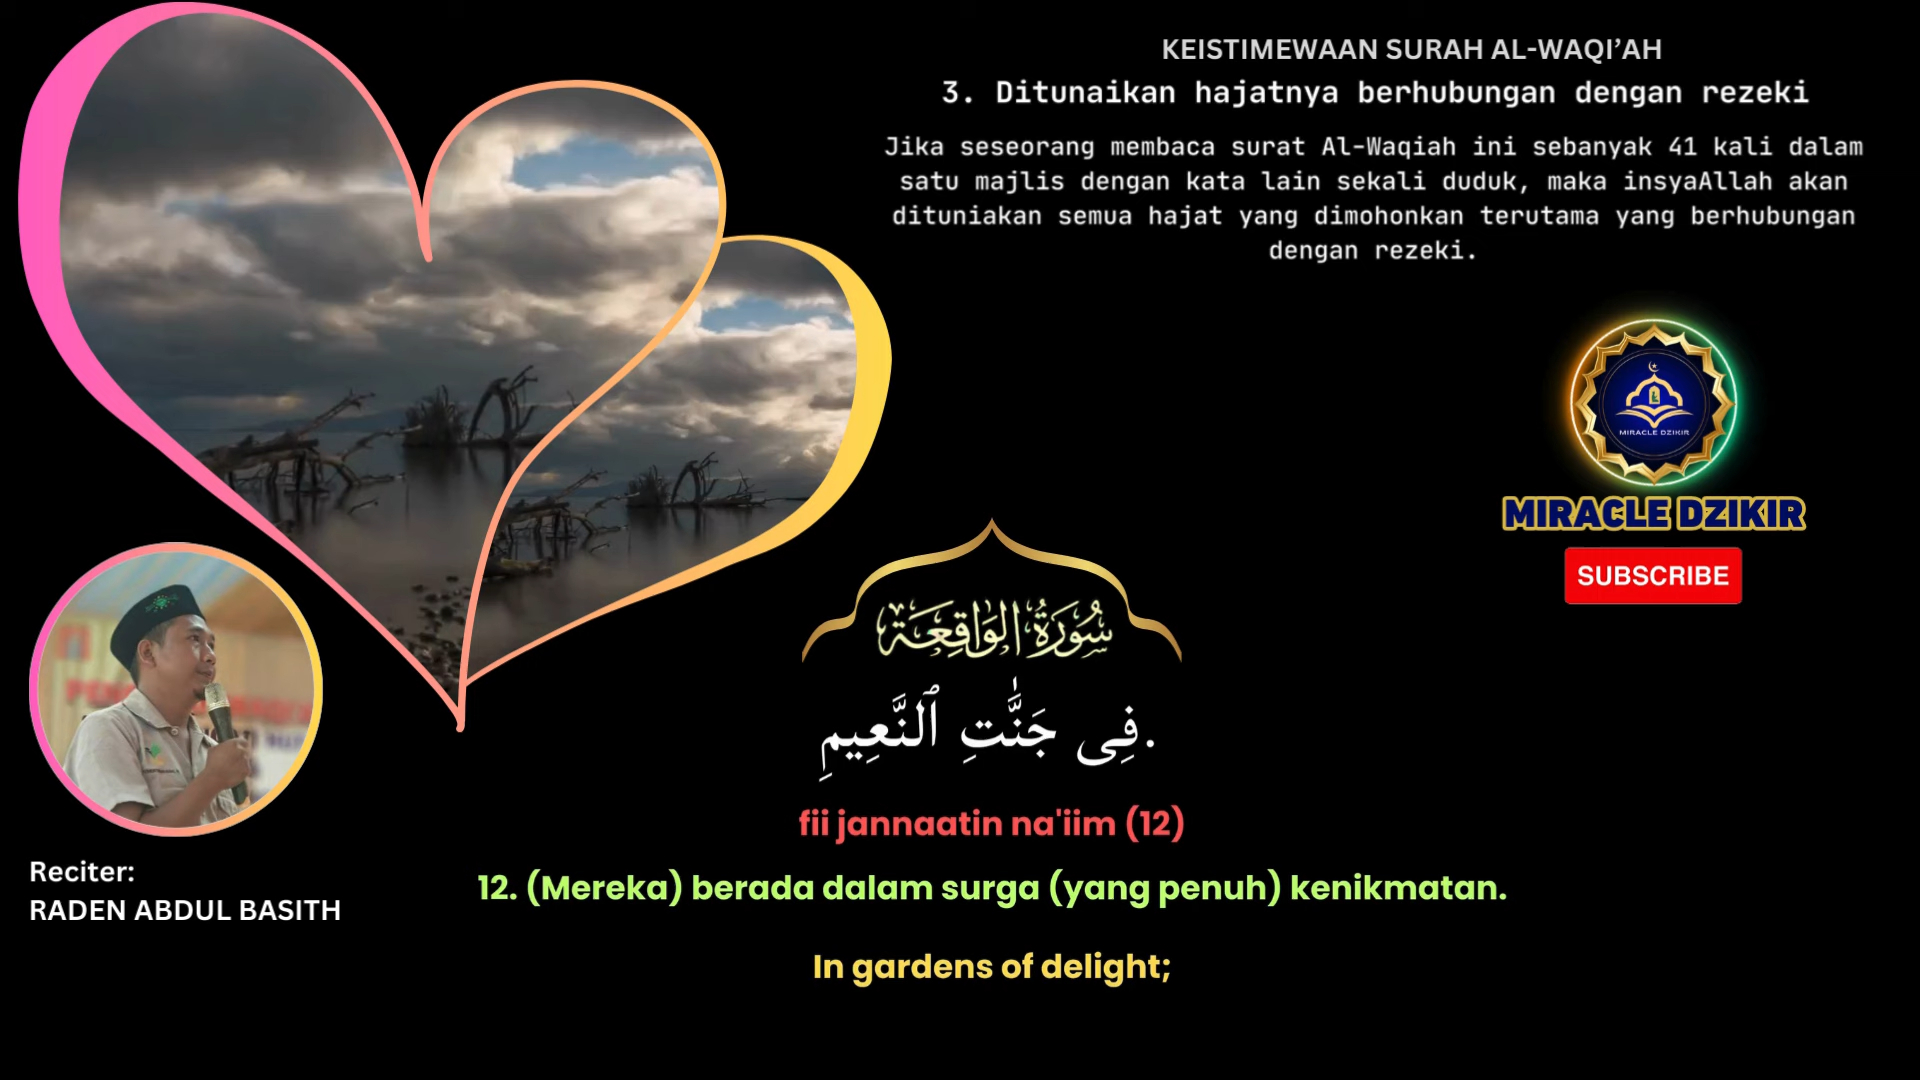 KEISTIMEWAAN SURAH AL-WAQI’AH
3. Ditunaikan hajatnya berhubungan dengan rezeki
Jika seseorang membaca surat Al-Waqiah ini sebanyak 41 kali dalam
satu majlis dengan kata lain sekali duduk, maka insyaAllah akan
dituniakan semua hajat yang dimohonkan terutama yang berhubungan
dengan rezeki.
MIRACLE DZIKIR
MIRACLE DZIKIR
SUBSCRIBE
سُوْرَةُ الوَاقِعَة
فِى جَنَّٰتِ ٱلنَّعِيمِ.
fii jannaatin na'iim (12)
12. (Mereka) berada dalam surga (yang penuh) kenikmatan.
In gardens of delight;
Reciter:
RADEN ABDUL BASITH